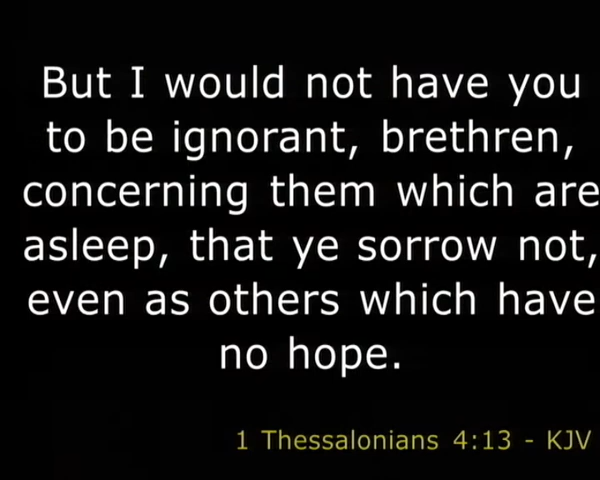 But I would not have you
to be ignorant, brethren,
concerning them which are
asleep, that ye sorrow not,
even as others which have
no hope.
1 Thessalonians 4:13 - KJV